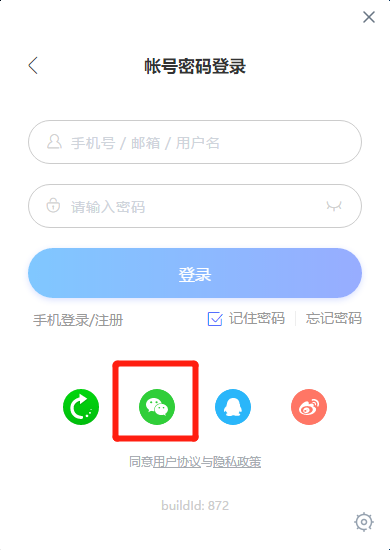 帐号密码登录
手机号 / 邮箱 / 用户名
请输入密码
登录
手机登录/注册 记住密码 忘记密码
同意用户协议与隐私政策
buildId: 872